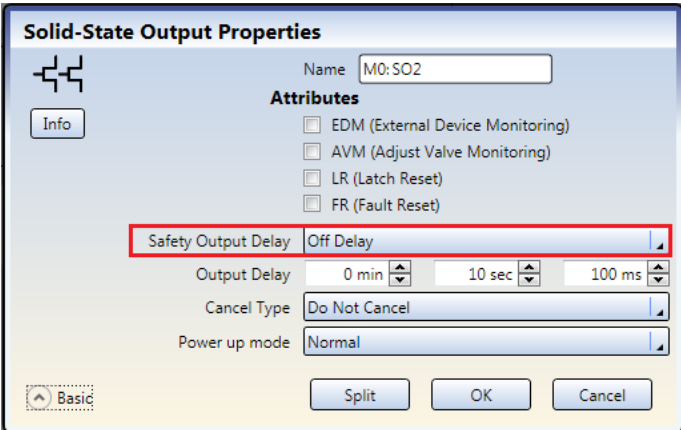 Solid-State Output Properties
Name M0:SO2
Attributes
Info
EDM (External Device Monitoring)
AVM (Adjust Valve Monitoring)
LR (Latch Reset)
FR (Fault Reset)
Safety Output Delay Off Delay
Output Delay 0 min 10 sec 100 ms
Cancel Type Do Not Cancel
Power up mode Normal
Basic Split OK Cancel